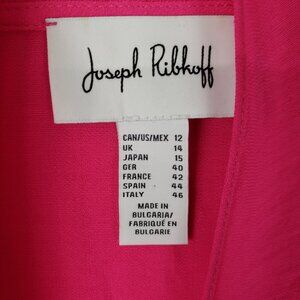 Joseph Ribkoff
CAN/US/MEX 12
UK 14
JAPAN 15
GER 40
FRANCE 42
SPAIN 44
ITALY 46
MADE IN
BULGARIA/
FABRIQUÉ EN
BULGARIE